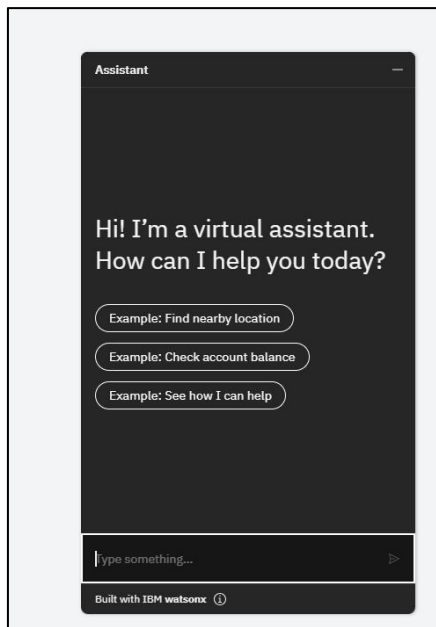 Assistant
Hi! I’m a virtual assistant.
How can I help you today?
Example: Find nearby location
Example: Check account balance
Example: See how I can help
Type something...
Built with IBM watsonx